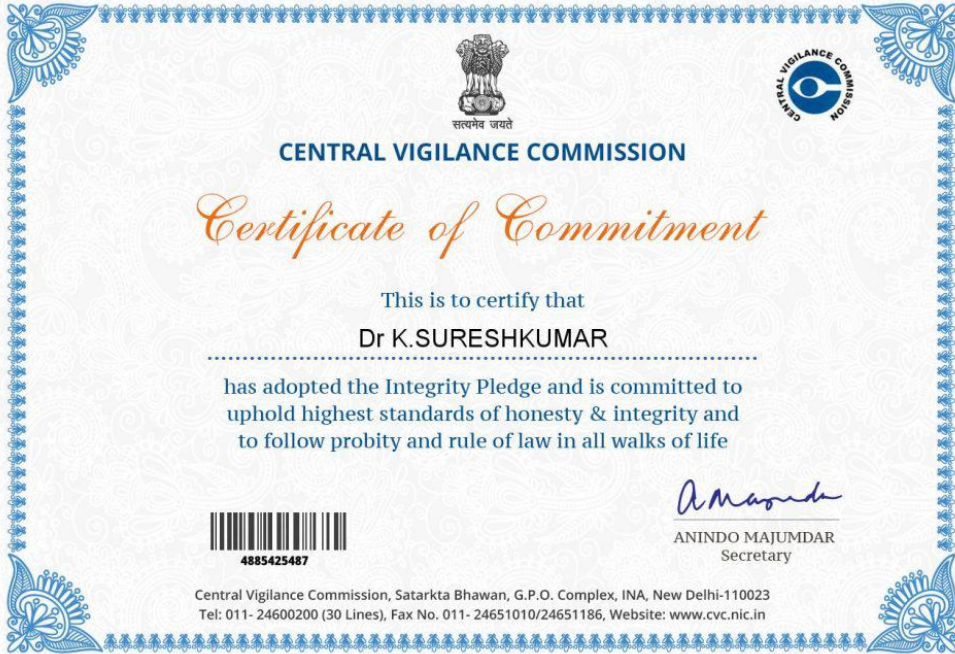 सत्यमेव जयते
CENTRAL VIGILANCE COMMISSION
CENTRAL VIGILANCE COMMISSION
Certificate of Commitment
This is to certify that
Dr K.SURESHKUMAR
has adopted the Integrity Pledge and is committed to
uphold highest standards of honesty & integrity and
to follow probity and rule of law in all walks of life
a majumda
ANINDO MAJUMDAR
Secretary
4885425487
Central Vigilance Commission, Satarkta Bhawan, G.P.O. Complex, INA, New Delhi-110023
Tel: 011- 24600200 (30 Lines), Fax No. 011- 24651010/24651186, Website: www.cvc.nic.in